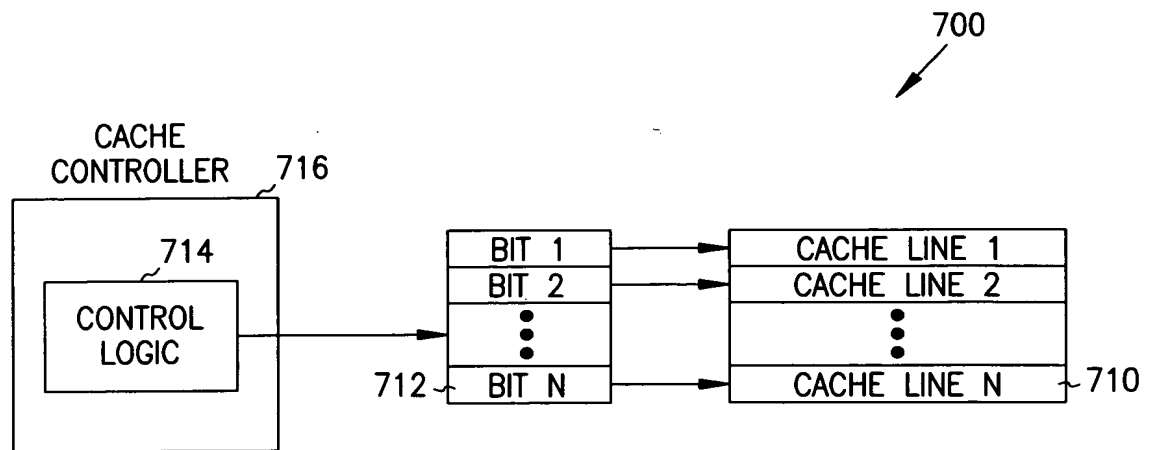 700
CACHE
CONTROLLER
716
714
CONTROL
LOGIC
BIT 1
BIT 2
712
BIT N
CACHE LINE 1
CACHE LINE 2
CACHE LINE N
710